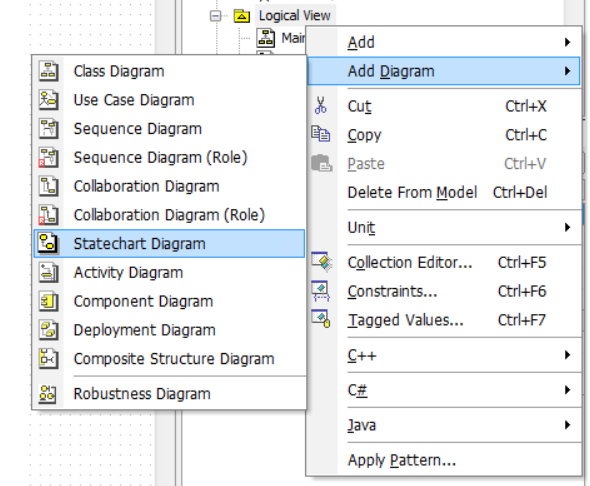 Logical View
Mair
Add
Add Diagram
Cut Ctrl+X
Copy Ctrl+C
Paste Ctrl+V
Delete From Model Ctrl+Del
Unit
Collection Editor... Ctrl+F5
Constraints... Ctrl+F6
Tagged Values... Ctrl+F7
C++
C#
Java
Apply Pattern...
Class Diagram
Use Case Diagram
Sequence Diagram
Sequence Diagram (Role)
Collaboration Diagram
Collaboration Diagram (Role)
Statechart Diagram
Activity Diagram
Component Diagram
Deployment Diagram
Composite Structure Diagram
Robustness Diagram